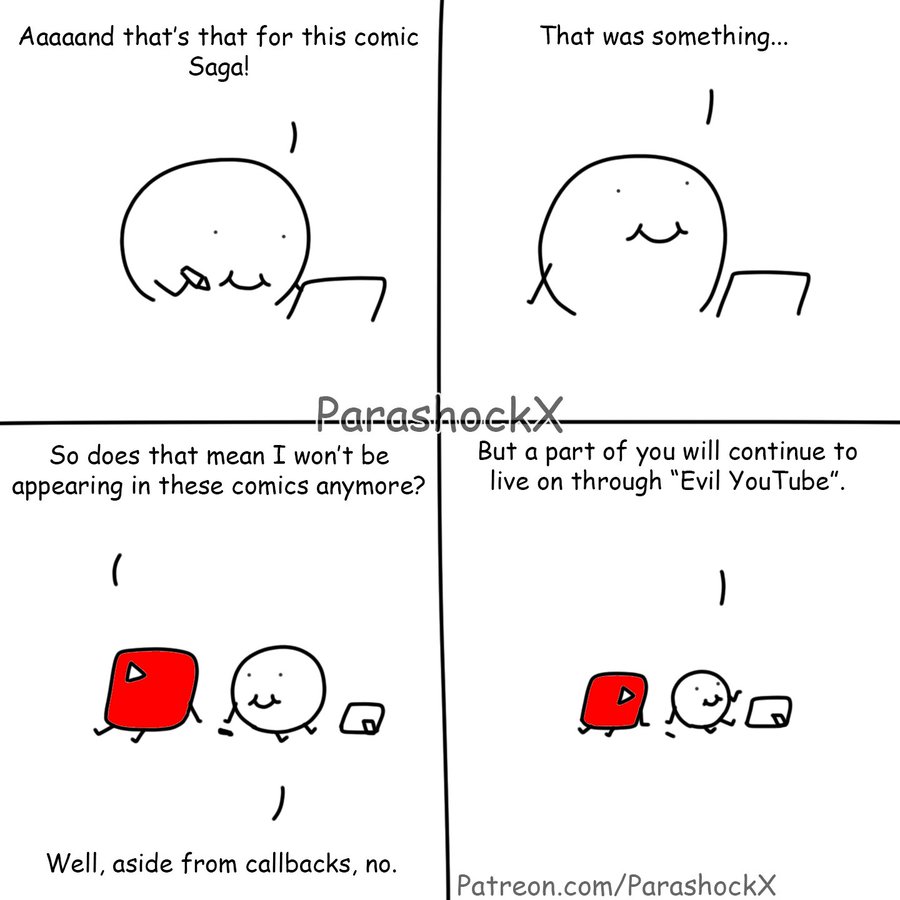 Aaaaand that's that for this comic
Saga!
That was something...
ParashockX
So does that mean I won't be
appearing in these comics anymore?
Well, aside from callbacks, no.
But a part of you will continue to
live on through “Evil YouTube”.
Patreon.com/ParashockX